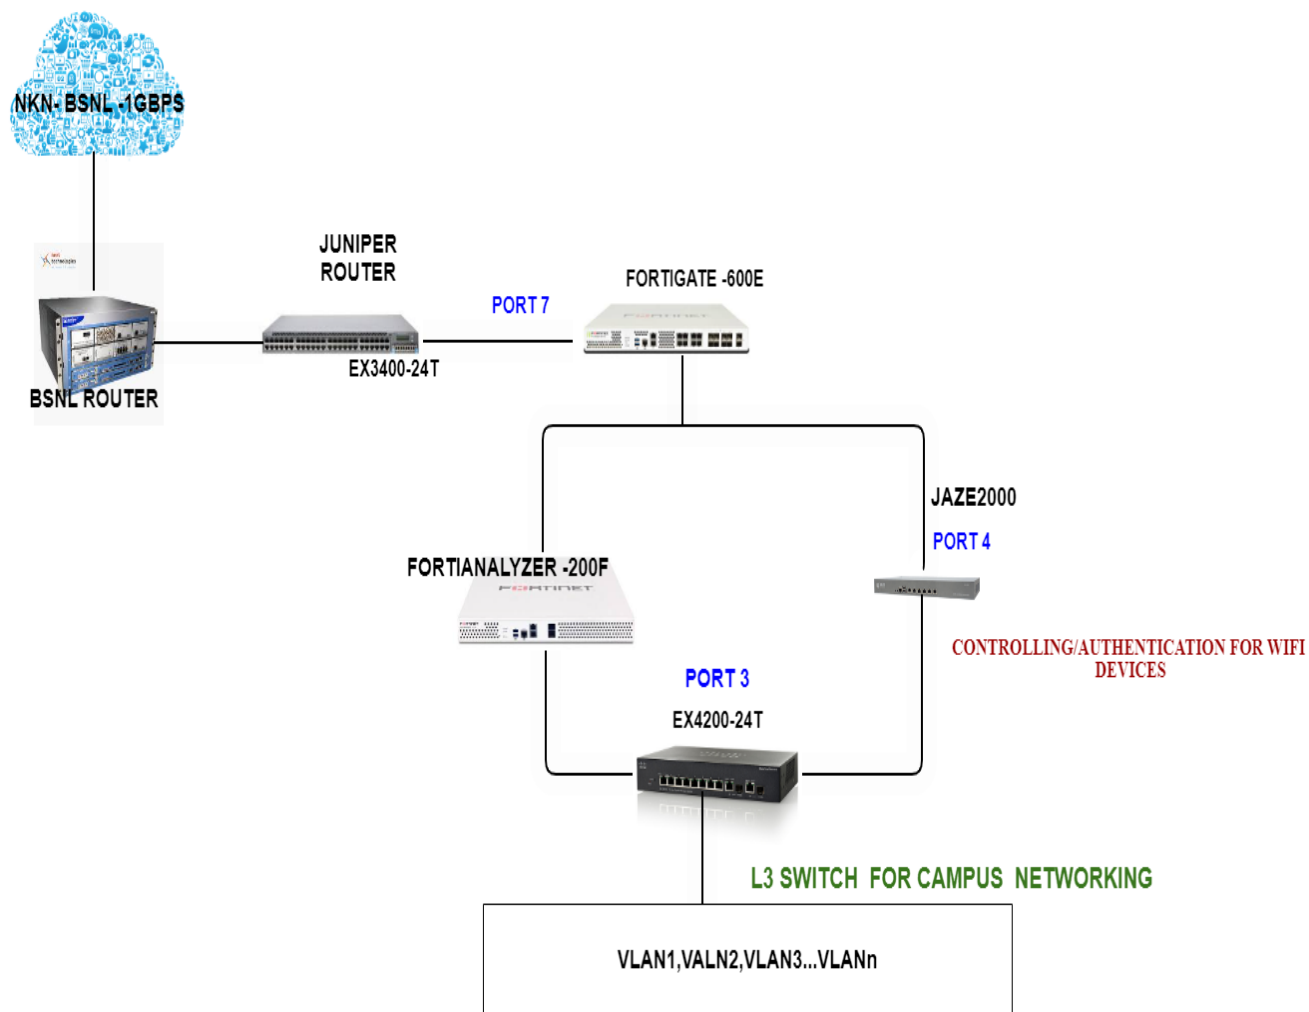 NKN- BSNL -1GBPS
JUNIPER
ROUTER
FORTIGATE -600E
PORT 7
EX3400-24T
BSNL ROUTER
JAZE2000
PORT 4
FORTIANALYZER -200F
FORTINET
CONTROLLING/AUTHENTICATION FOR WIFI
DEVICES
PORT 3
EX4200-24T
L3 SWITCH FOR CAMPUS NETWORKING
VLAN1,VALN2,VLAN3...VLANn